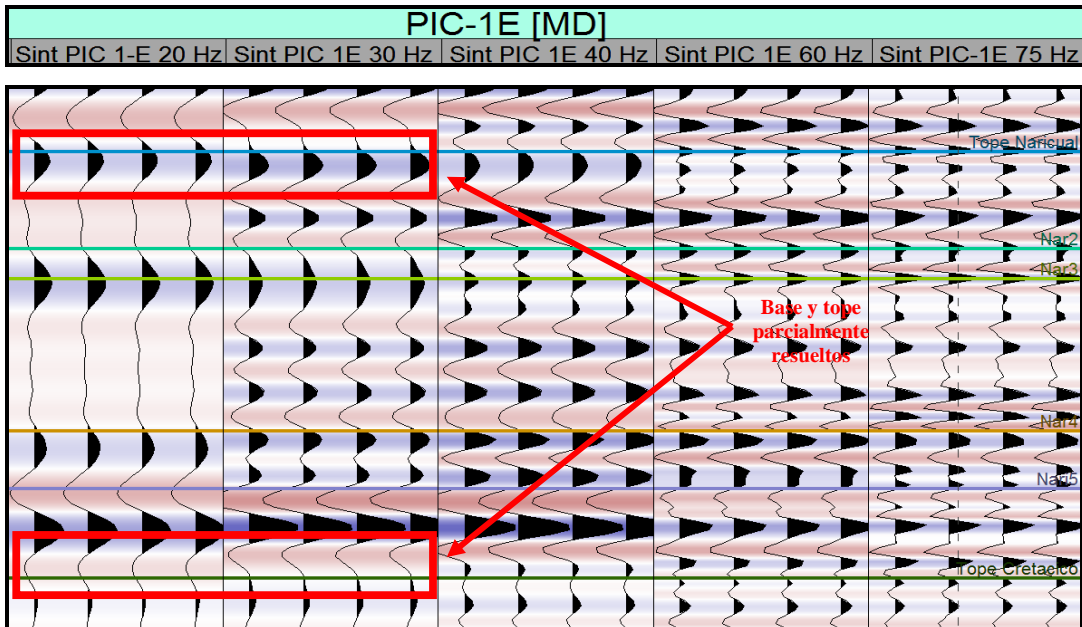 PIC-1E [MD]
Sint PIC 1-E 20 Hz Sint PIC 1E 30 Hz Sint PIC 1E 40 Hz Sint PIC 1E 60 Hz Sint PIC-1E 75 Hz
Tope Naricual
Nar2
Nar3
Base y tope
parcialmente
resueltos
Nar4
Nar5
Tope Cretacico